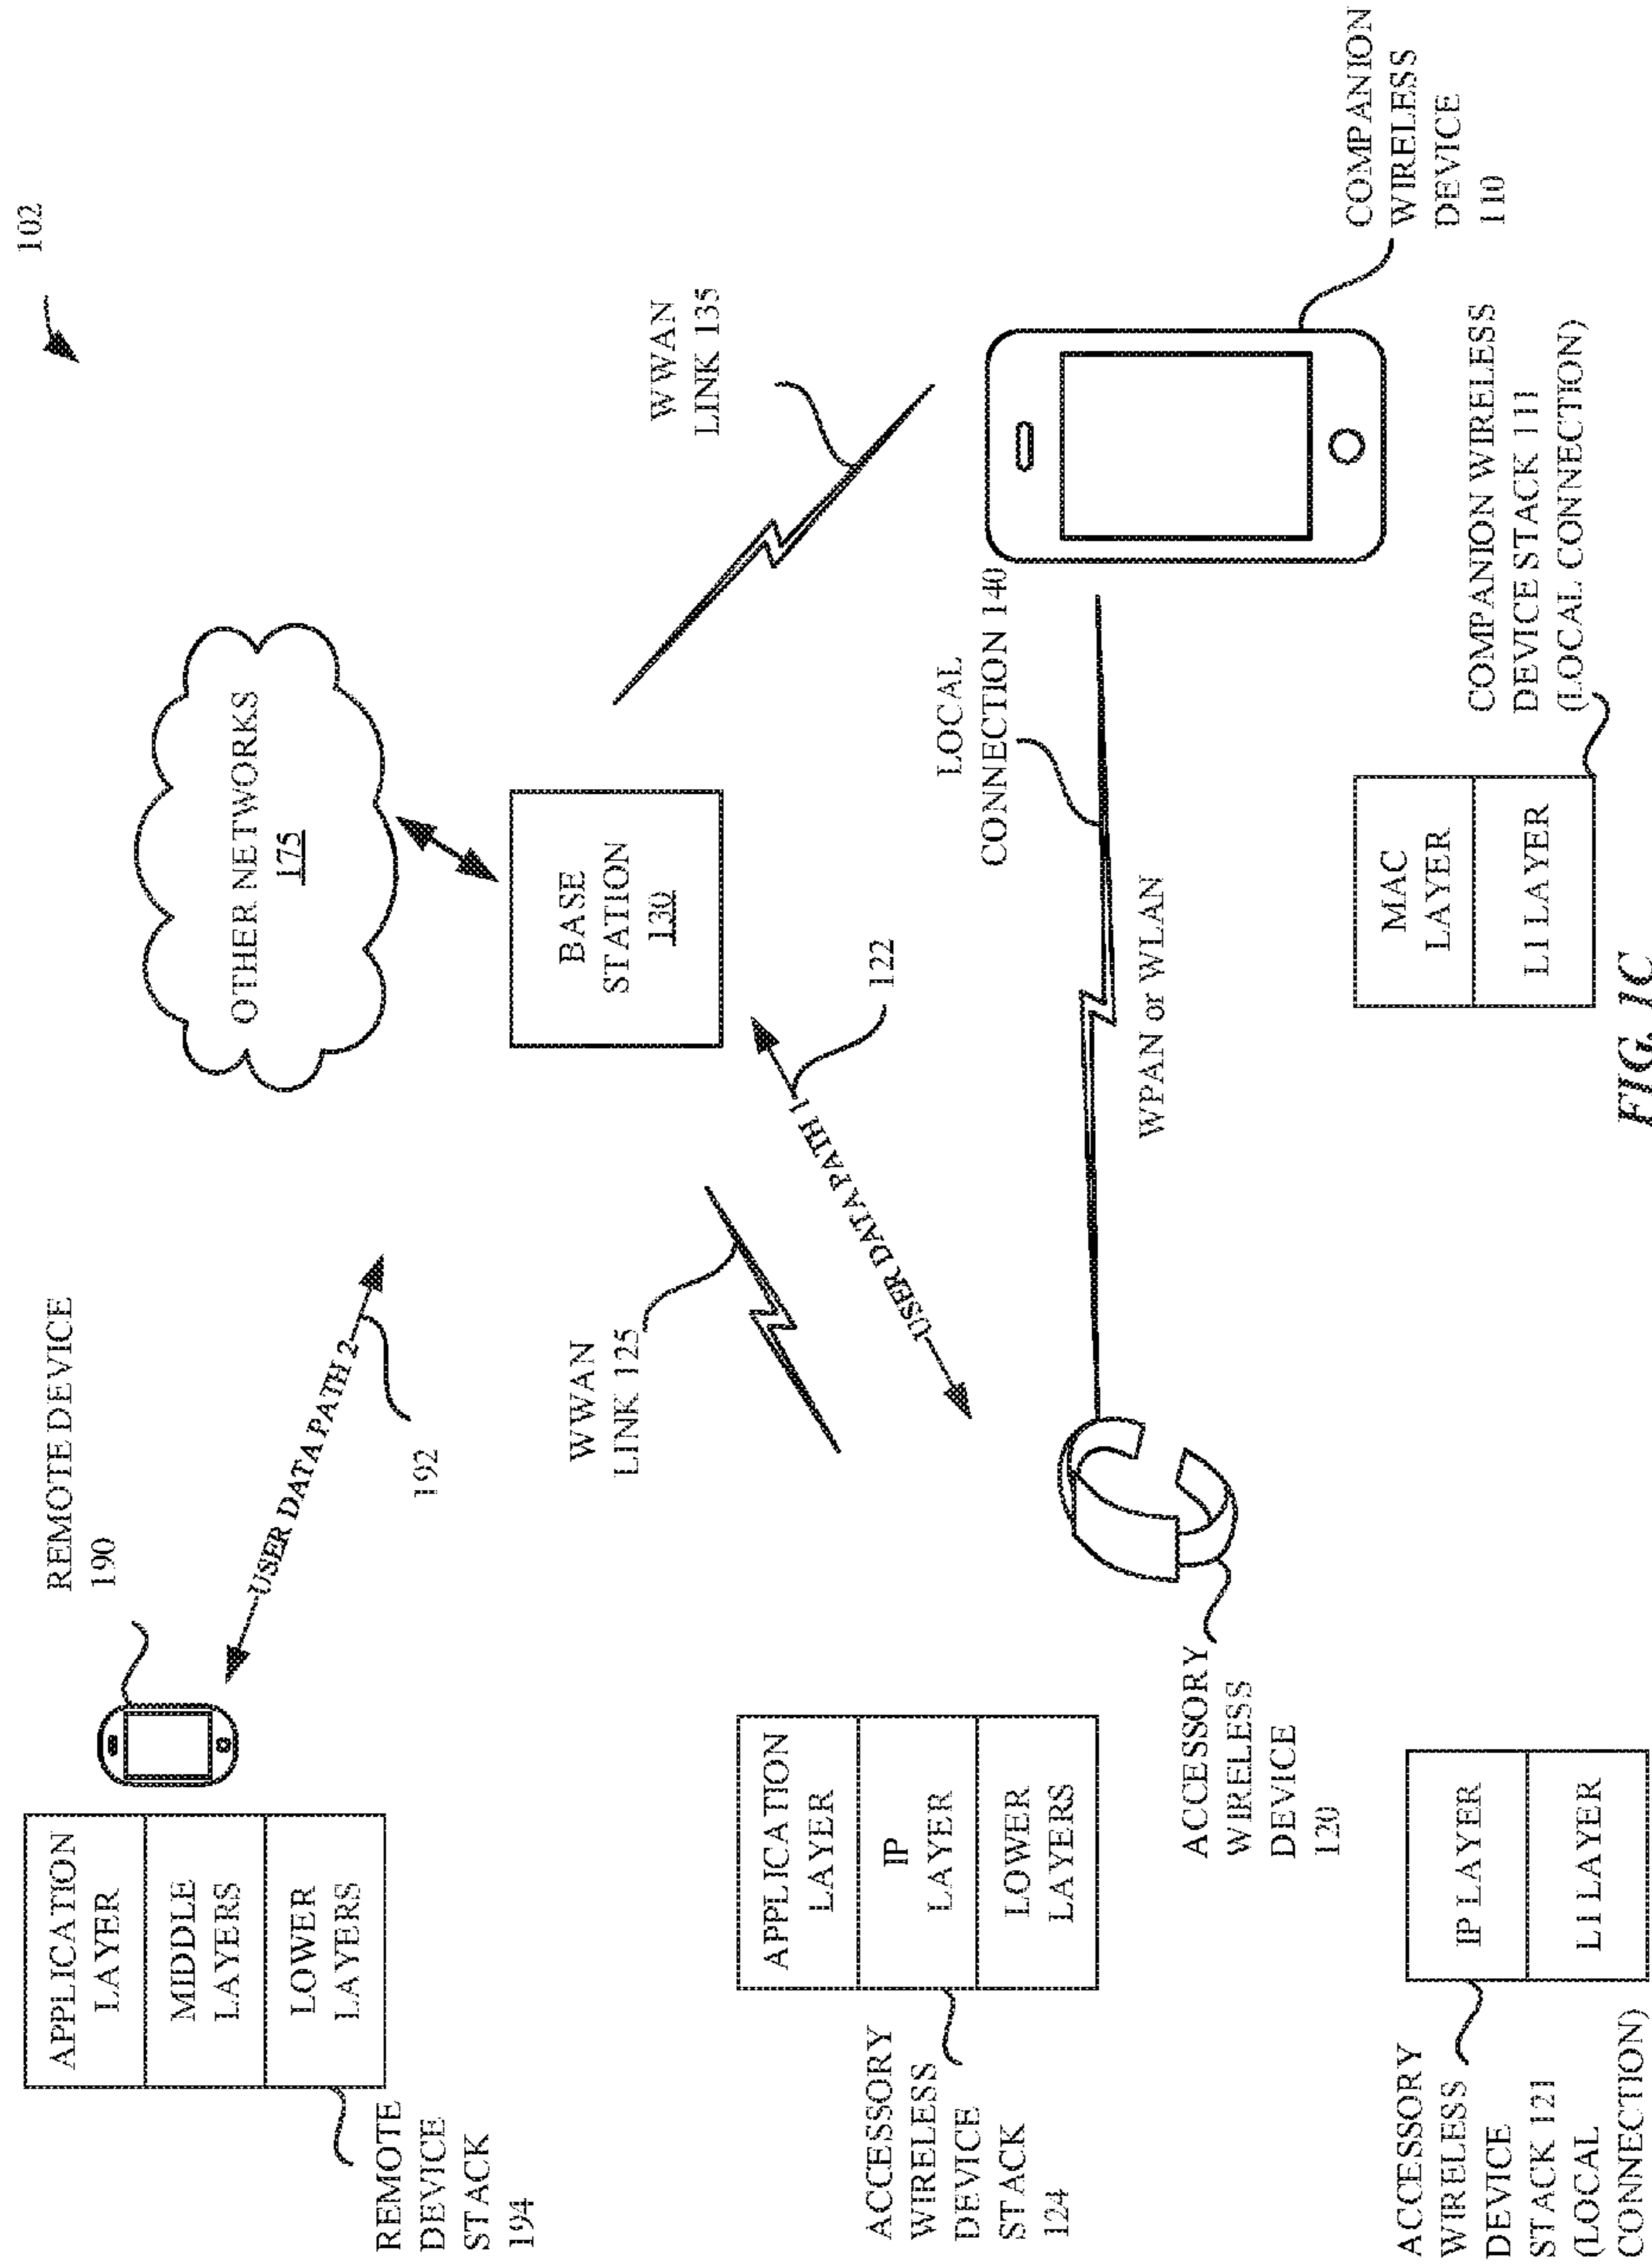 102
OTHER NETWORKS
175
REMOTE DEVICE
190
APPLICATION
LAYER
MIDDLE
LAYERS
LOWER
LAYERS
REMOTE
DEVICE
STACK
194
USER DATA PATH 2
192
BASE
STATION
130
WWAN
LINK 135
WWAN
LINK 125
USER DATA PATH 1
122
APPLICATION
LAYER
IP
LAYER
LOWER
LAYERS
ACCESSORY
WIRELESS
DEVICE
STACK
124
LOCAL
CONNECTION 140
WPAN or WLAN
ACCESSORY
WIRELESS
DEVICE
120
COMPANION
WIRELESS
DEVICE
110
IP LAYER
L1 LAYER
ACCESSORY
WIRELESS
DEVICE
STACK 121
(LOCAL
CONNECTION)
MAC
LAYER
L1 LAYER
COMPANION WIRELESS
DEVICE STACK 111
(LOCAL CONNECTION)
FIG. 1C